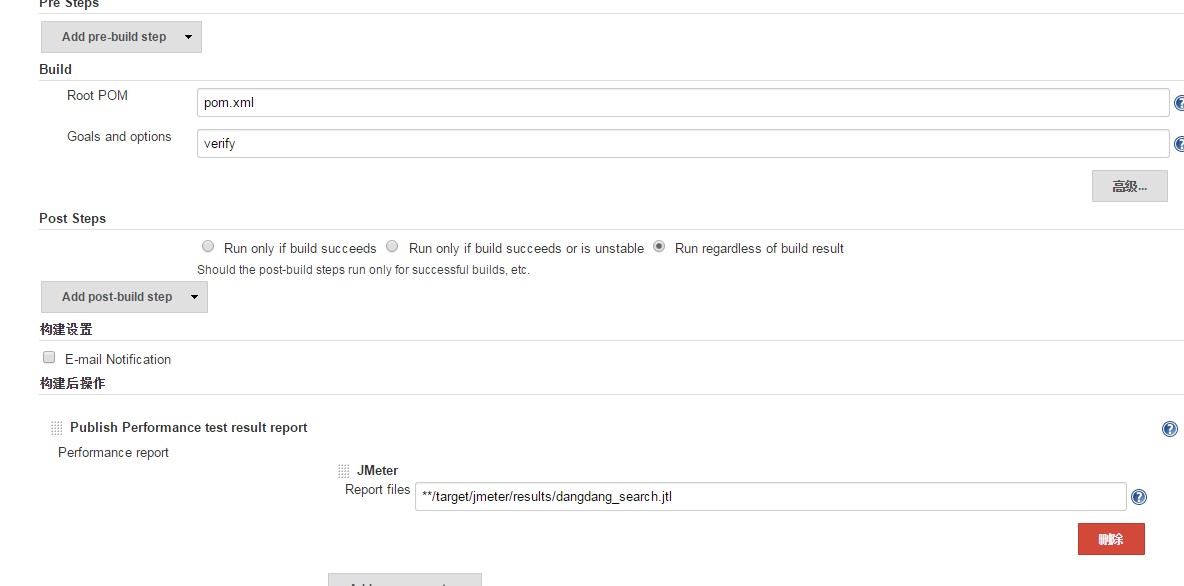 Pre Steps
Add pre-build step
Build
Root POM
pom.xml
Goals and options
verify
高级...
Post Steps
Run only if build succeeds Run only if build succeeds or is unstable Run regardless of build result
Should the post-build steps run only for successful builds, etc.
Add post-build step
构建设置
E-mail Notification
构建后操作
Publish Performance test result report
Performance report
JMeter
Report files
**/target/jmeter/results/dangdang_search.jtl
删除